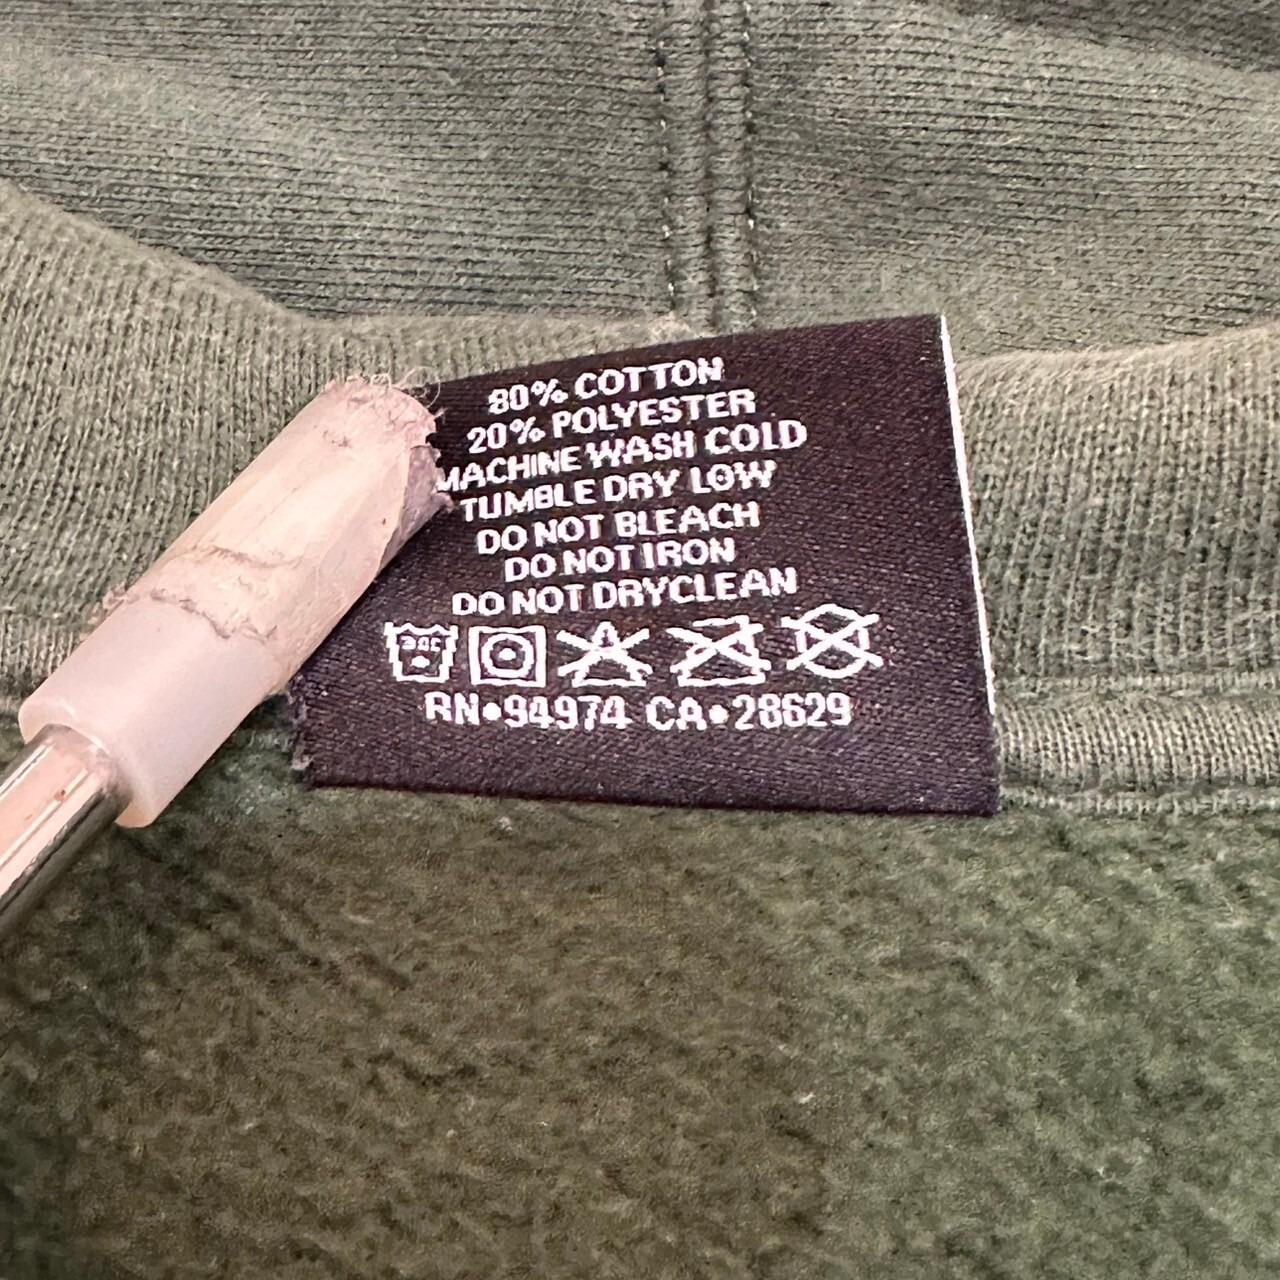 80% COTTON
20% POLYESTER
MACHINE WASH COLD
TUMBLE DRY LOW
DO NOT BLEACH
DO NOT IRON
DO NOT DRYCLEAN
RN•94974 CA•28629